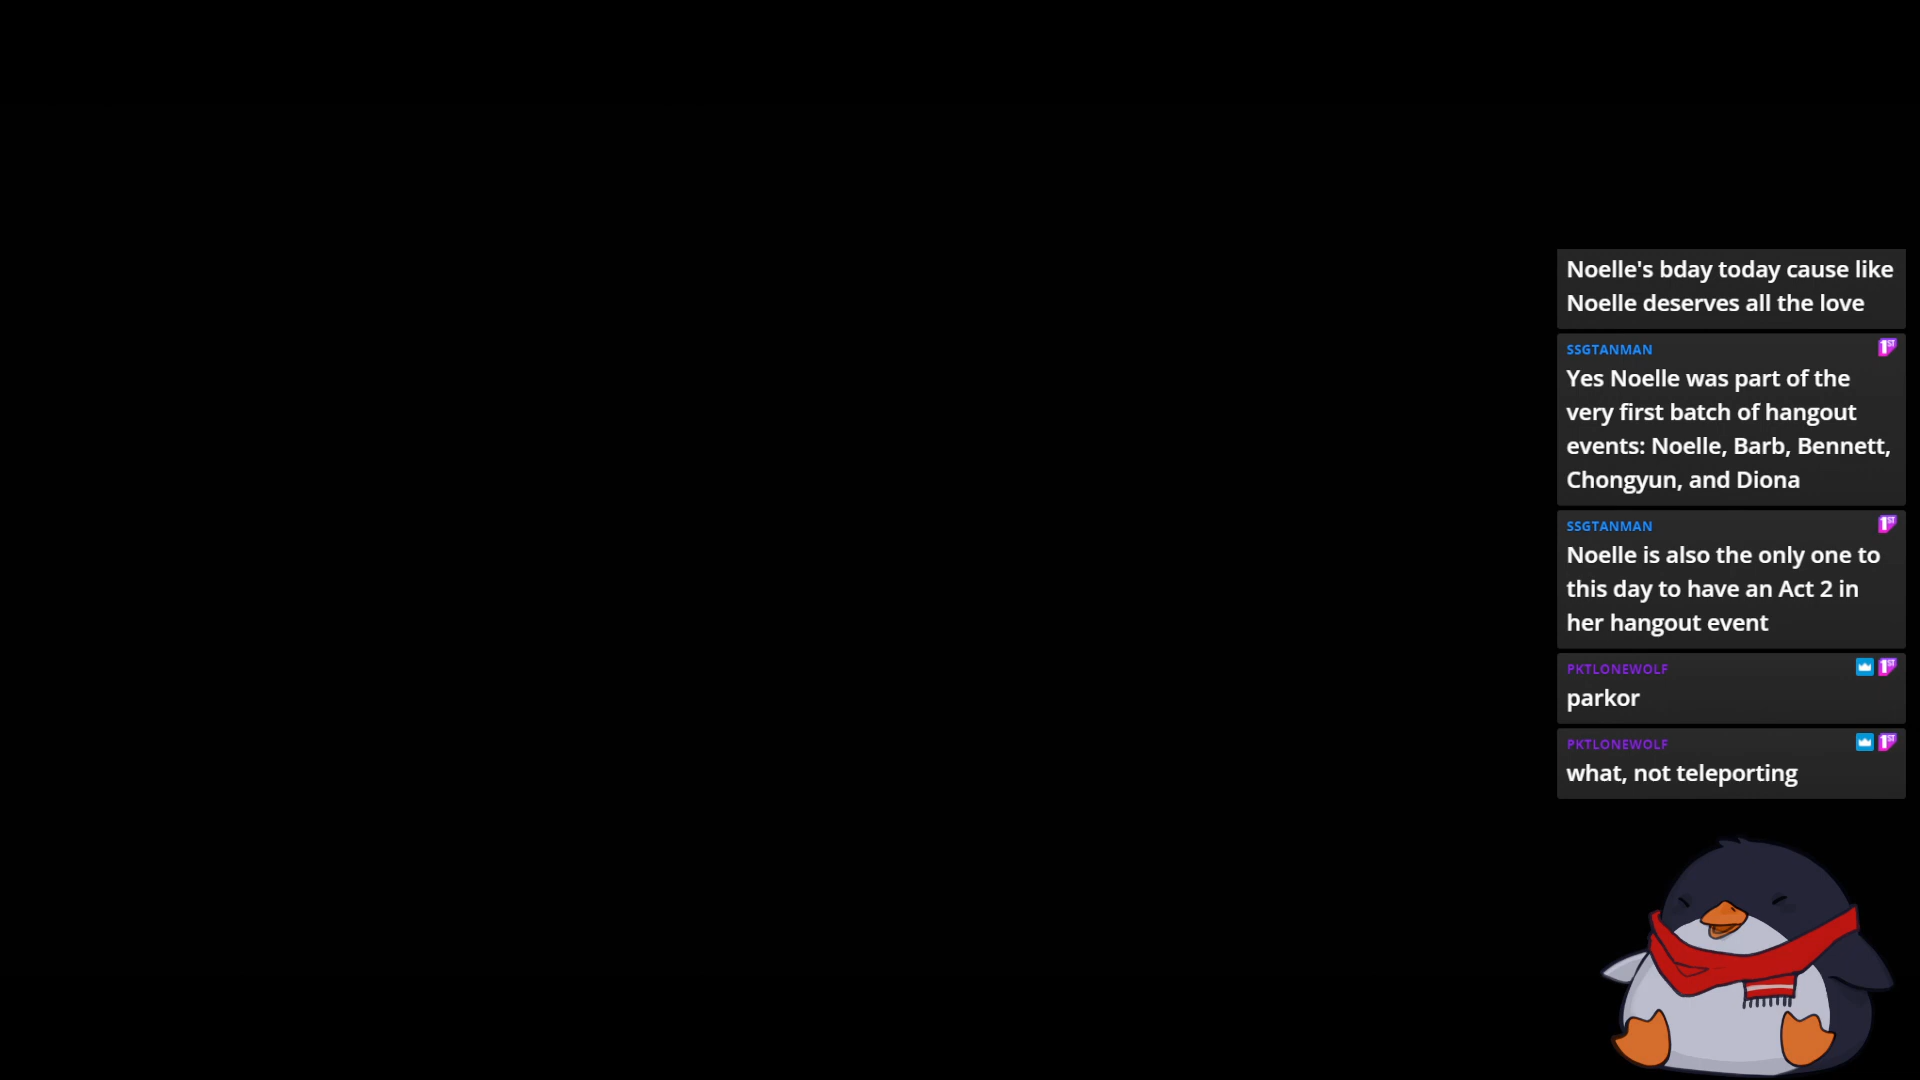 Noelle's bday today cause like
Noelle deserves all the love
SSGTANMAN
Yes Noelle was part of the
very first batch of hangout
events: Noelle, Barb, Bennett,
Chongyun, and Diona
SSGTANMAN
Noelle is also the only one to
this day to have an Act 2 in
her hangout event
PKTLONEWOLF
parkor
PKTLONEWOLF
what, not teleporting